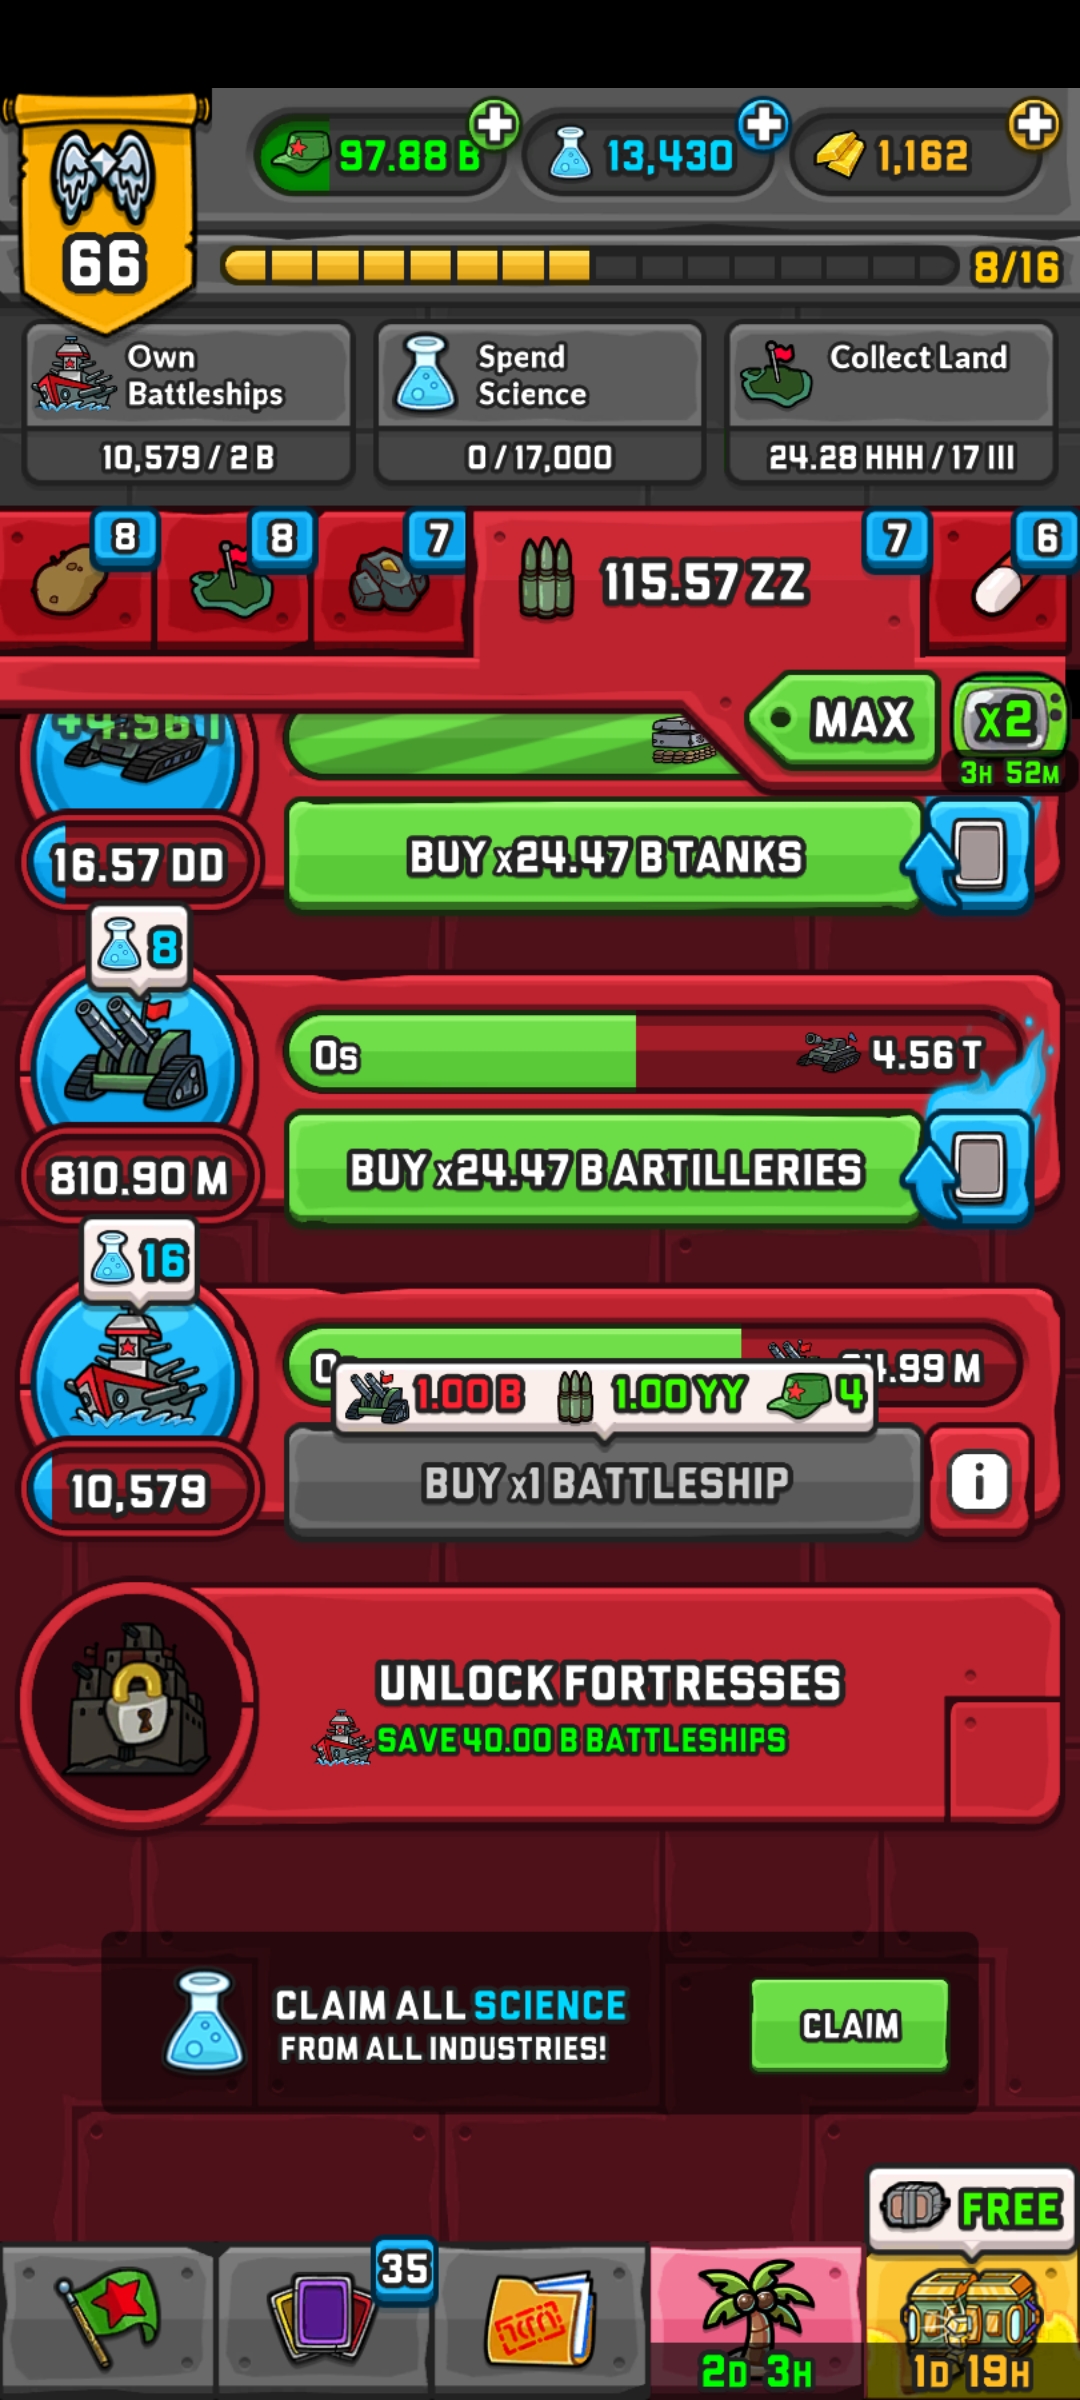 97.88 B
13,430
1,162
66
8/16
Own
Battleships
10,579 / 2 B
Spend
Science
0 / 17,000
Collect Land
24.28 HHH / 17 III
8
8
7
115.57 ZZ
7
6
MAX
X2
3H 52M
+4.56 T
16.57 DD
BUY x24.47 B TANKS
8
0s
4.56 T
810.90 M
BUY x24.47 B ARTILLERIES
16
1.00 B
1.00 YY
4
10,579
BUY x1 BATTLESHIP
i
UNLOCK FORTRESSES
SAVE 40.00 B BATTLESHIPS
CLAIM ALL SCIENCE
FROM ALL INDUSTRIES!
CLAIM
FREE
35
2D 3H
1D 19H